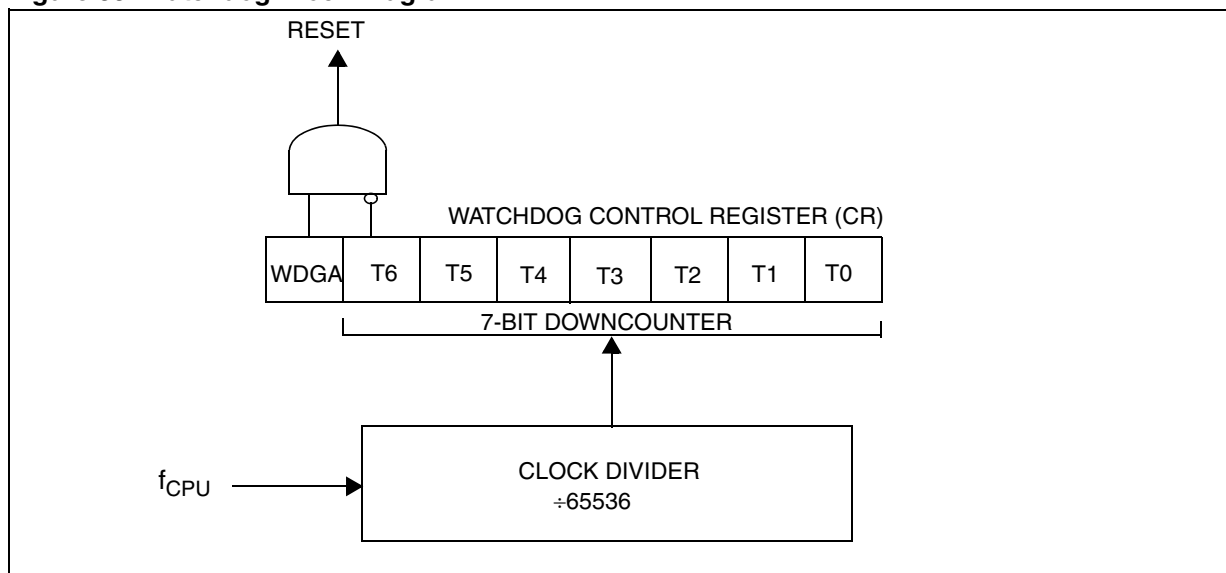 RESET
WATCHDOG CONTROL REGISTER (CR)
WDGA T6 T5 T4 T3 T2 T1 T0
7-BIT DOWNCOUNTER
fCPU
CLOCK DIVIDER
÷65536